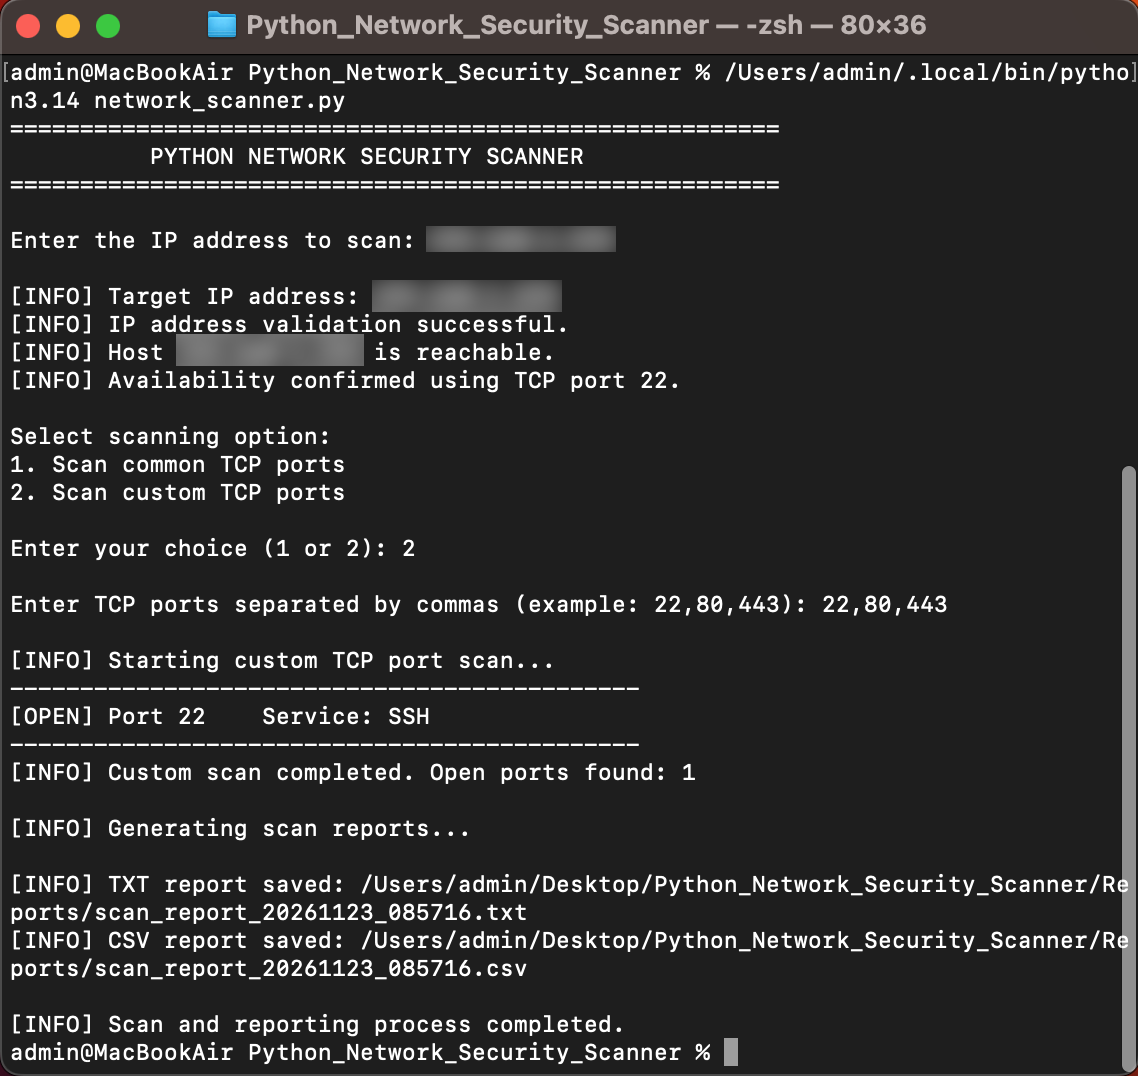 Python_Network_Security_Scanner — -zsh — 80×36
[admin@MacBookAir Python_Network_Security_Scanner % /Users/admin/.local/bin/pytho]
n3.14 network_scanner.py
=======================================================
PYTHON NETWORK SECURITY SCANNER
=======================================================
Enter the IP address to scan:
[INFO] Target IP address:
[INFO] IP address validation successful.
[INFO] Host is reachable.
[INFO] Availability confirmed using TCP port 22.
Select scanning option:
1. Scan common TCP ports
2. Scan custom TCP ports
Enter your choice (1 or 2): 2
Enter TCP ports separated by commas (example: 22,80,443): 22,80,443
[INFO] Starting custom TCP port scan...
---------------------------------------------
[OPEN] Port 22    Service: SSH
---------------------------------------------
[INFO] Custom scan completed. Open ports found: 1
[INFO] Generating scan reports...
[INFO] TXT report saved: /Users/admin/Desktop/Python_Network_Security_Scanner/Re
ports/scan_report_20261123_085716.txt
[INFO] CSV report saved: /Users/admin/Desktop/Python_Network_Security_Scanner/Re
ports/scan_report_20261123_085716.csv
[INFO] Scan and reporting process completed.
admin@MacBookAir Python_Network_Security_Scanner %